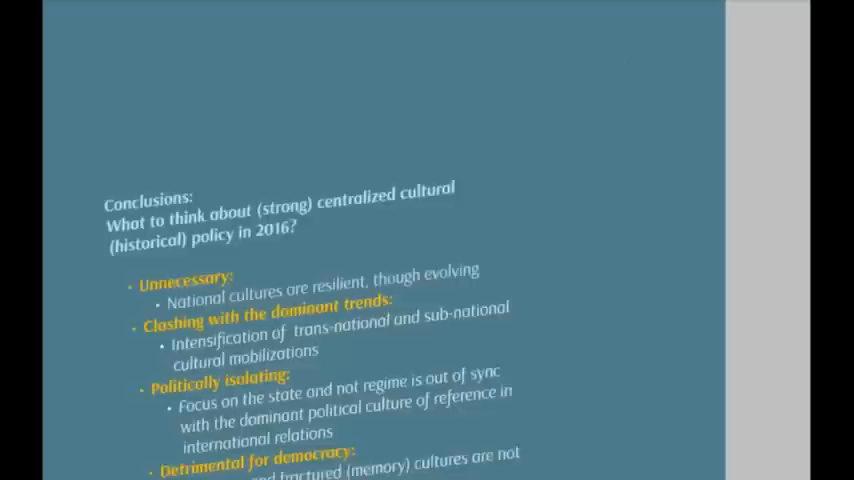 Conclusions:
What to think about (strong) centralized cultural
(historical) policy in 2016?
• Unnecessary:
• National cultures are resilient, though evolving
• Clashing with the dominant trends:
• Intensification of trans-national and sub-national
cultural mobilizations
• Politically isolating:
• Focus on the state and not regime is out of sync
with the dominant political culture of reference in
international relations
• Detrimental for democracy:
and fractured (memory) cultures are not